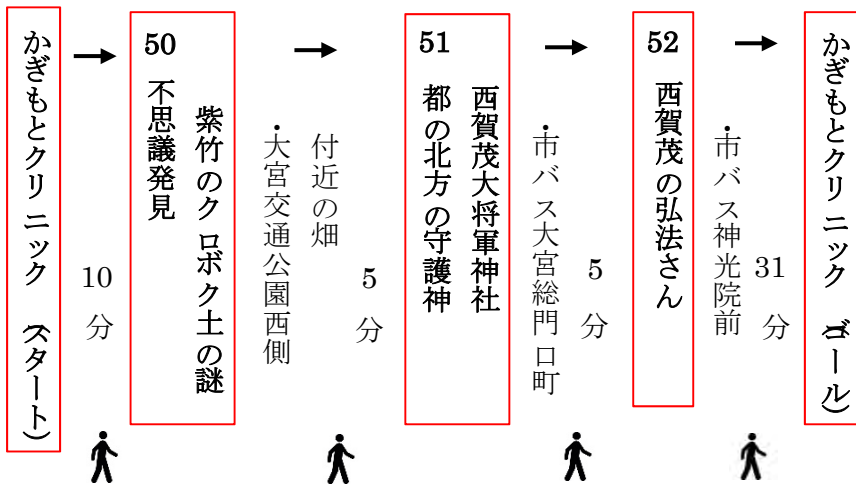 かぎもとクリニック（スタート）
10分
50
不思議発見
紫竹のクロボク土の謎
・大宮交通公園西側
付近の畑
5分
51
都の北方の守護神
西賀茂大将軍神社
・市バス大宮総門口町
5分
52
西賀茂の弘法さん
・市バス神光院前
31分
かぎもとクリニック（ゴール）